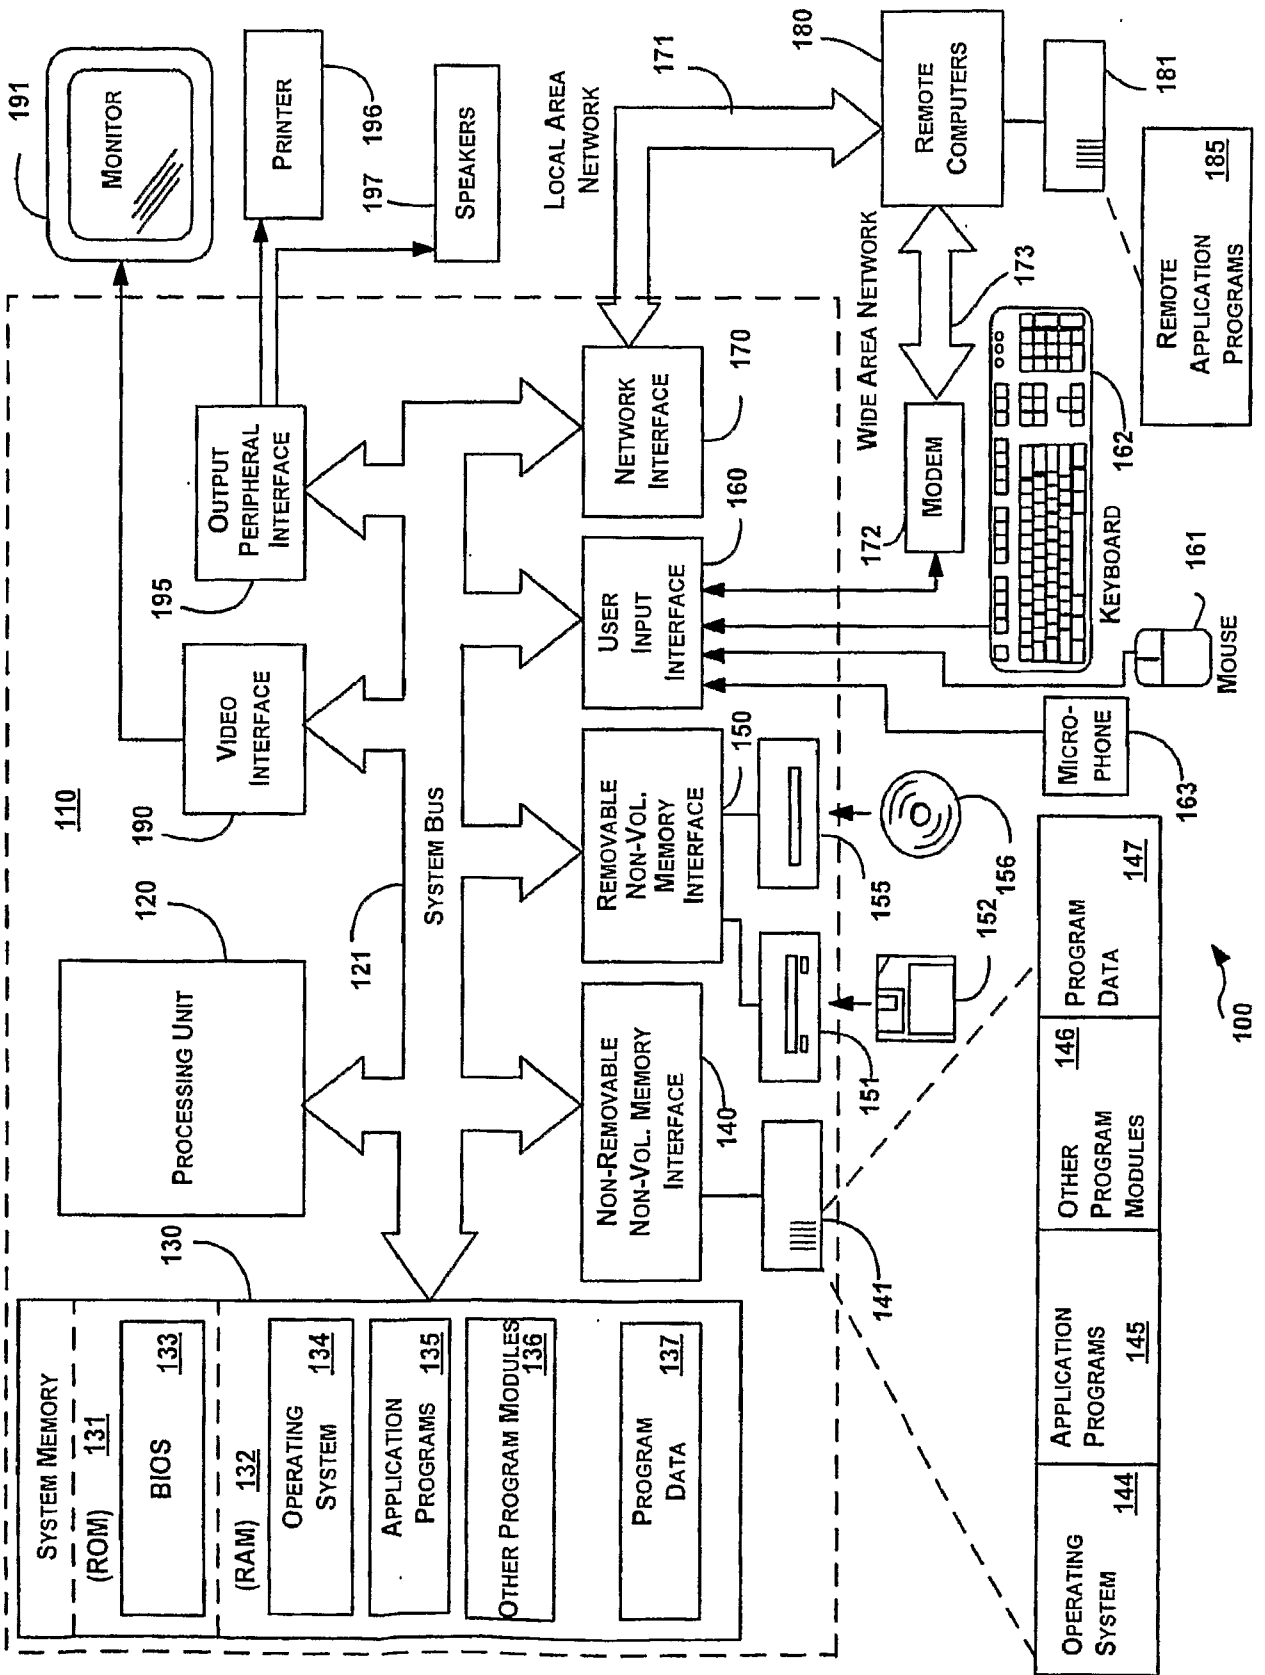 SYSTEM MEMORY
(ROM) 131
BIOS 133
(RAM) 132
OPERATING
SYSTEM 134
APPLICATION
PROGRAMS 135
OTHER PROGRAM MODULES
136
PROGRAM
DATA 137
130
PROCESSING UNIT
120
110
121
SYSTEM BUS
190
VIDEO
INTERFACE
195
OUTPUT
PERIPHERAL
INTERFACE
191
MONITOR
PRINTER
196
197
SPEAKERS
NON-REMOVABLE
NON-VOL. MEMORY
INTERFACE
140
REMOVABLE
NON-VOL.
MEMORY
INTERFACE
150
USER
INPUT
INTERFACE
160
NETWORK
INTERFACE
170
LOCAL AREA
NETWORK
171
180
REMOTE
COMPUTERS
181
WIDE AREA NETWORK
173
172
MODEM
141
151
152
155
156
MICRO-
PHONE
163
MOUSE
161
KEYBOARD
162
REMOTE
APPLICATION
PROGRAMS
185
OPERATING
SYSTEM
144
APPLICATION
PROGRAMS
145
OTHER
PROGRAM
MODULES
146
PROGRAM
DATA
147
100